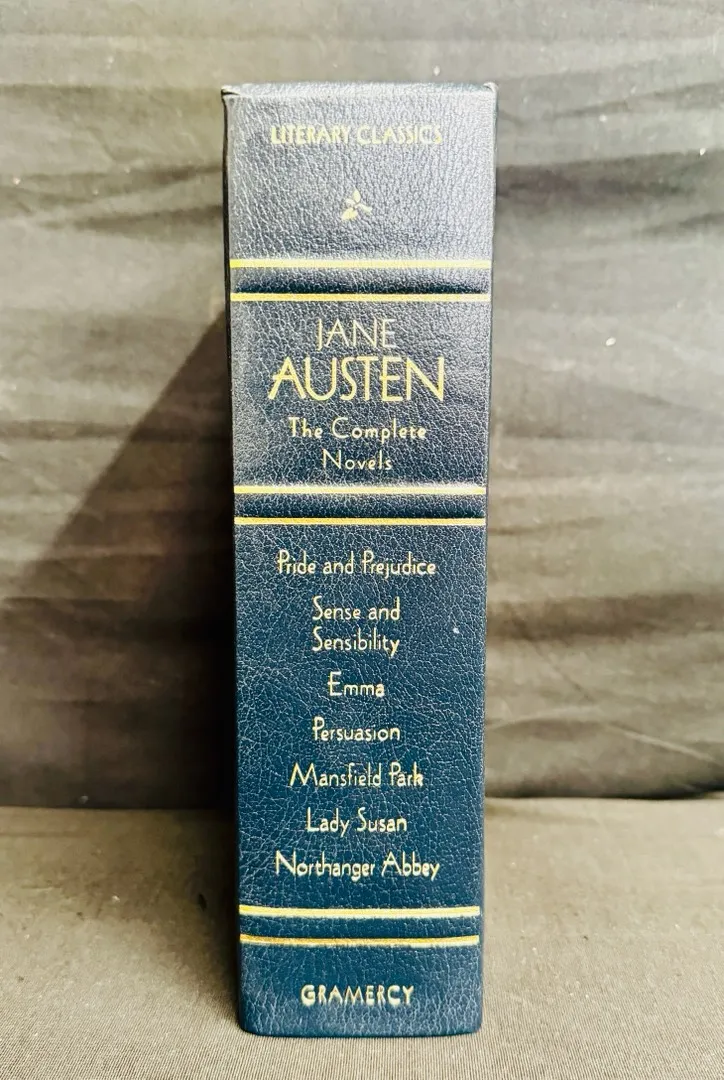 LITERARY CLASSICS
JANE
AUSTEN
The Complete
Novels
Pride and Prejudice
Sense and
Sensibility
Emma
Persuasion
Mansfield Park
Lady Susan
Northanger Abbey
GRAMERCY